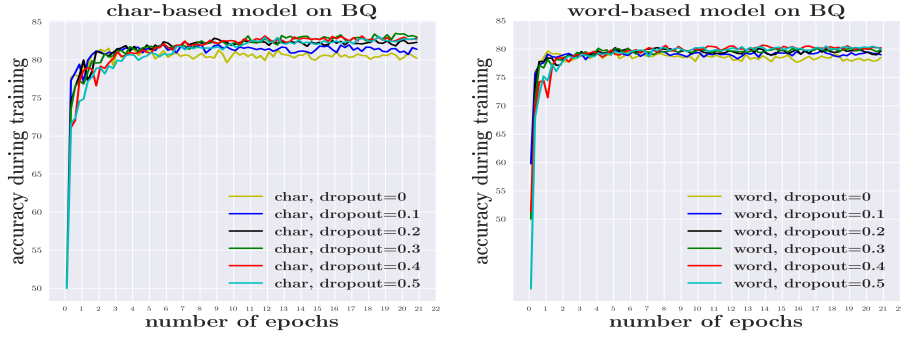 char-based model on BQ
accuracy during training
85
80
75
70
65
60
55
50
char, dropout=0
char, dropout=0.1
char, dropout=0.2
char, dropout=0.3
char, dropout=0.4
char, dropout=0.5
0 1 2 3 4 5 6 7 8 9 10 11 12 13 14 15 16 17 18 19 20 21 22
number of epochs
word-based model on BQ
accuracy during training
85
80
75
70
65
60
55
50
word, dropout=0
word, dropout=0.1
word, dropout=0.2
word, dropout=0.3
word, dropout=0.4
word, dropout=0.5
0 1 2 3 4 5 6 7 8 9 10 11 12 13 14 15 16 17 18 19 20 21 22
number of epochs